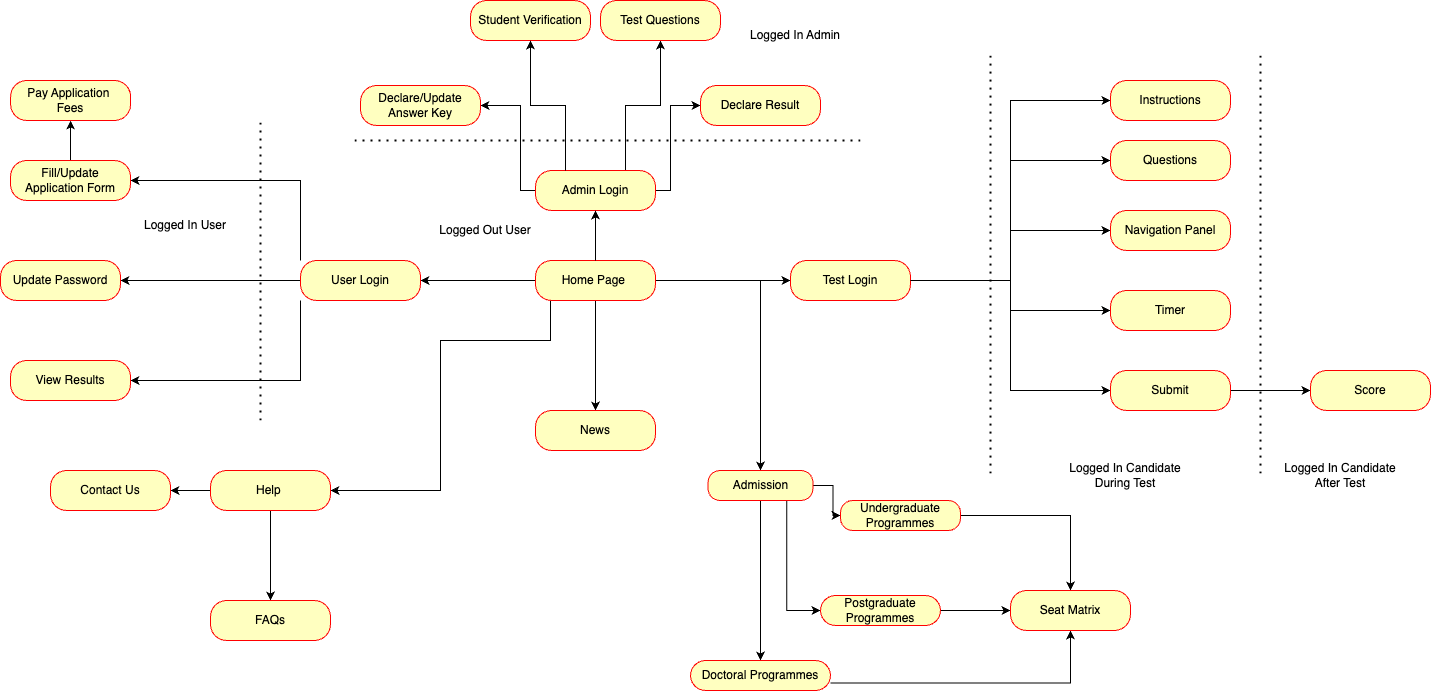 Student Verification
Test Questions
Logged In Admin
Pay Application
Fees
Declare/Update
Answer Key
Declare Result
Instructions
Fill/Update
Application Form
Admin Login
Questions
Logged In User
Logged Out User
Navigation Panel
Update Password
User Login
Home Page
Test Login
Timer
View Results
Submit
Score
News
Logged In Candidate
During Test
Logged In Candidate
After Test
Contact Us
Help
Admission
Undergraduate
Programmes
FAQs
Postgraduate
Programmes
Seat Matrix
Doctoral Programmes